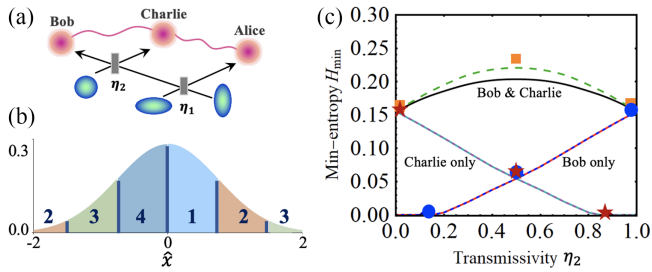 (a)
Bob
Charlie
Alice
η2
η1
(b)
0.3
0.0
2
3
4
1
2
3
-2
0
2
x̂
(c)
Min-entropy Hmin
0.30
0.25
0.20
0.15
0.10
0.05
0.00
Bob & Charlie
Charlie only
Bob only
0.0
0.2
0.4
0.6
0.8
1.0
Transmissivity η2